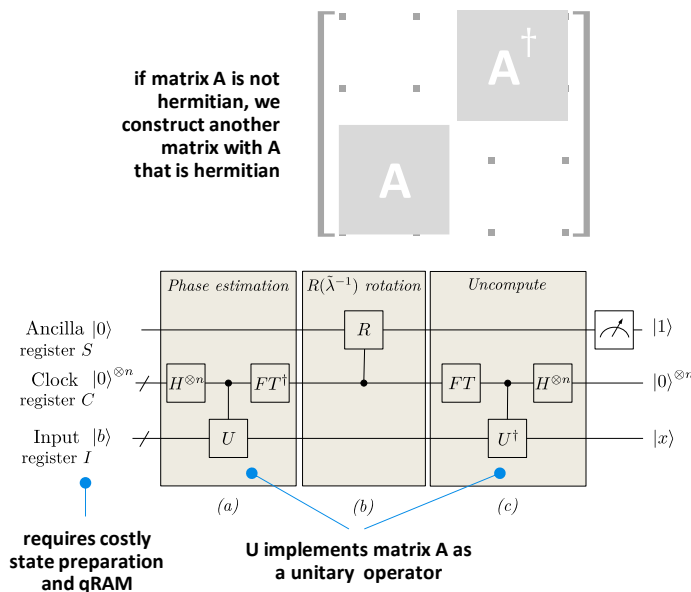 if matrix A is not
hermitian, we
construct another
matrix with A
that is hermitian
A†
A
Phase estimation
R(λ̃⁻¹) rotation
Uncompute
Ancilla |0⟩
register S
R
|1⟩
Clock |0⟩⊗n
register C
H⊗n
FT†
FT
H⊗n
|0⟩⊗n
Input |b⟩
register I
U
U†
|x⟩
(a)
(b)
(c)
requires costly
state preparation
and qRAM
U implements matrix A as
a unitary operator